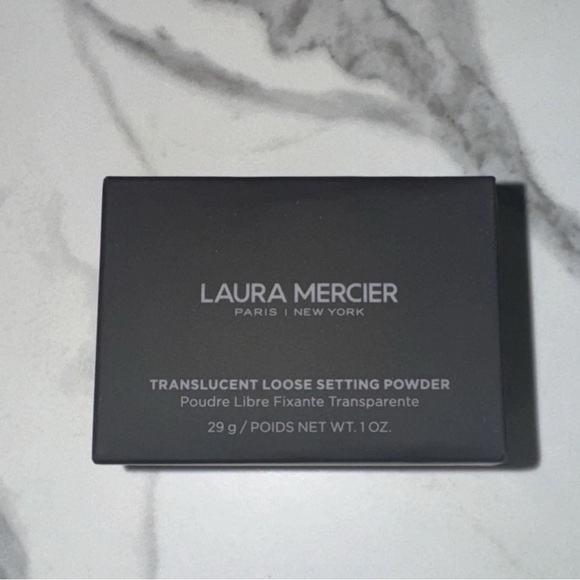 LAURA MERCIER
PARIS | NEW YORK
TRANSLUCENT LOOSE SETTING POWDER
Poudre Libre Fixante Transparente
29 g / POIDS NET WT. 1 OZ.